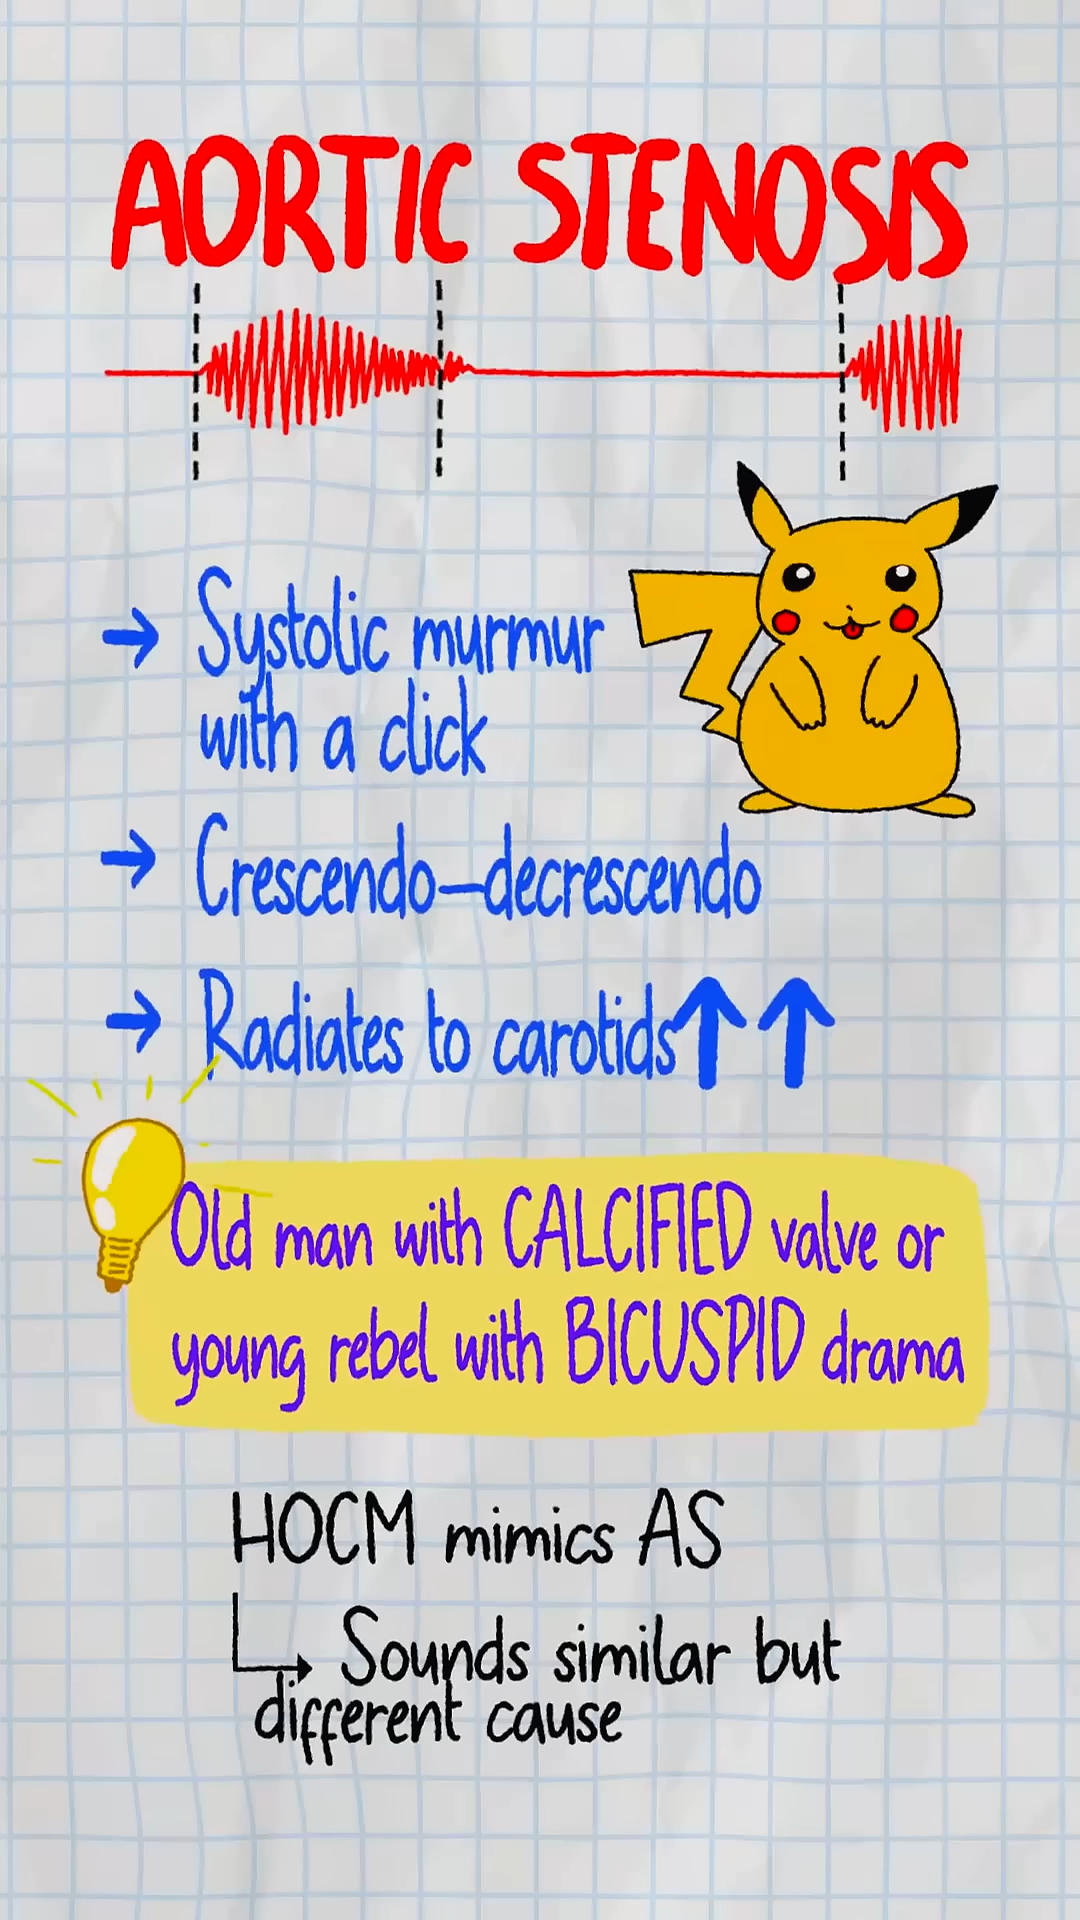 AORTIC STENOSIS
→ Systolic murmur
with a click
→ Crescendo–decrescendo
→ Radiates to carotids↑↑
Old man with CALCIFIED valve or
young rebel with BICUSPID drama
HOCM mimics AS
↳ Sounds similar but
different cause